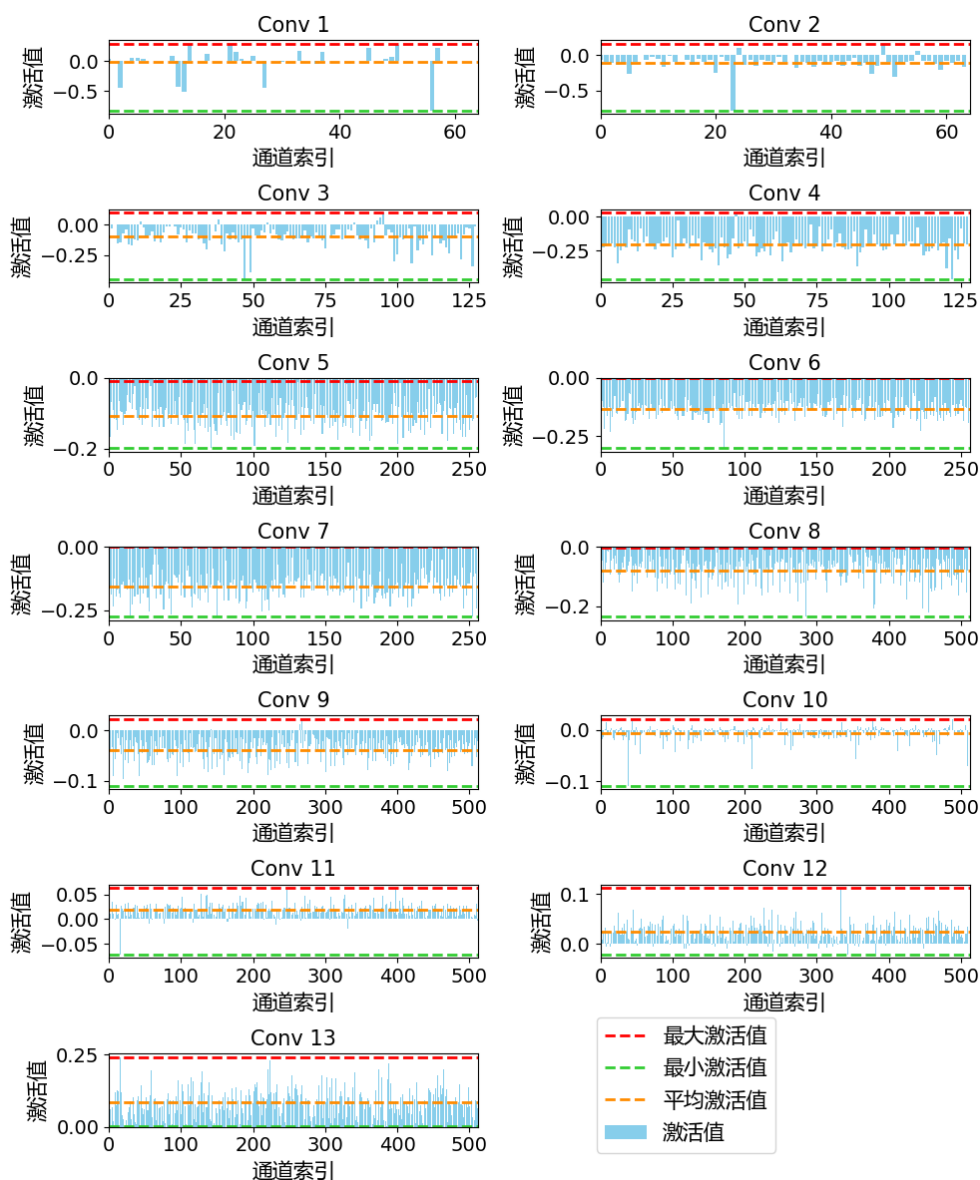 Conv 1
激活值
0.0
−0.5
0 20 40 60
通道索引
Conv 2
激活值
0.0
−0.5
0 20 40 60
通道索引
Conv 3
激活值
0.00
−0.25
0 25 50 75 100 125
通道索引
Conv 4
激活值
0.00
−0.25
0 25 50 75 100 125
通道索引
Conv 5
激活值
0.0
−0.2
0 50 100 150 200 250
通道索引
Conv 6
激活值
0.00
−0.25
0 50 100 150 200 250
通道索引
Conv 7
激活值
0.00
−0.25
0 50 100 150 200 250
通道索引
Conv 8
激活值
0.0
−0.2
0 100 200 300 400 500
通道索引
Conv 9
激活值
0.0
−0.1
0 100 200 300 400 500
通道索引
Conv 10
激活值
0.0
−0.1
0 100 200 300 400 500
通道索引
Conv 11
激活值
0.05
0.00
−0.05
0 100 200 300 400 500
通道索引
Conv 12
激活值
0.1
0.0
0 100 200 300 400 500
通道索引
Conv 13
激活值
0.25
0.00
0 100 200 300 400 500
通道索引
最大激活值
最小激活值
平均激活值
激活值